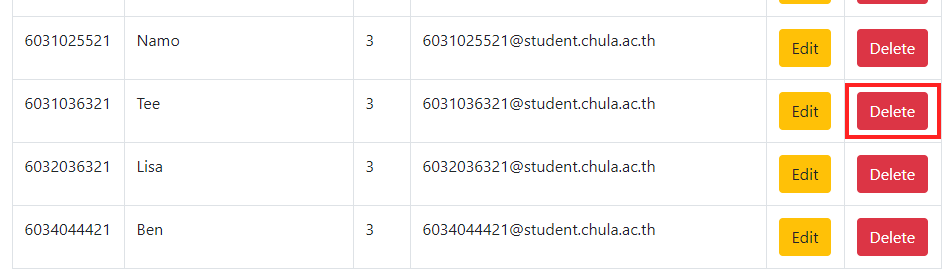 6031025521 Namo 3 6031025521@student.chula.ac.th Edit Delete
6031036321 Tee 3 6031036321@student.chula.ac.th Edit Delete
6032036321 Lisa 3 6032036321@student.chula.ac.th Edit Delete
6034044421 Ben 3 6034044421@student.chula.ac.th Edit Delete